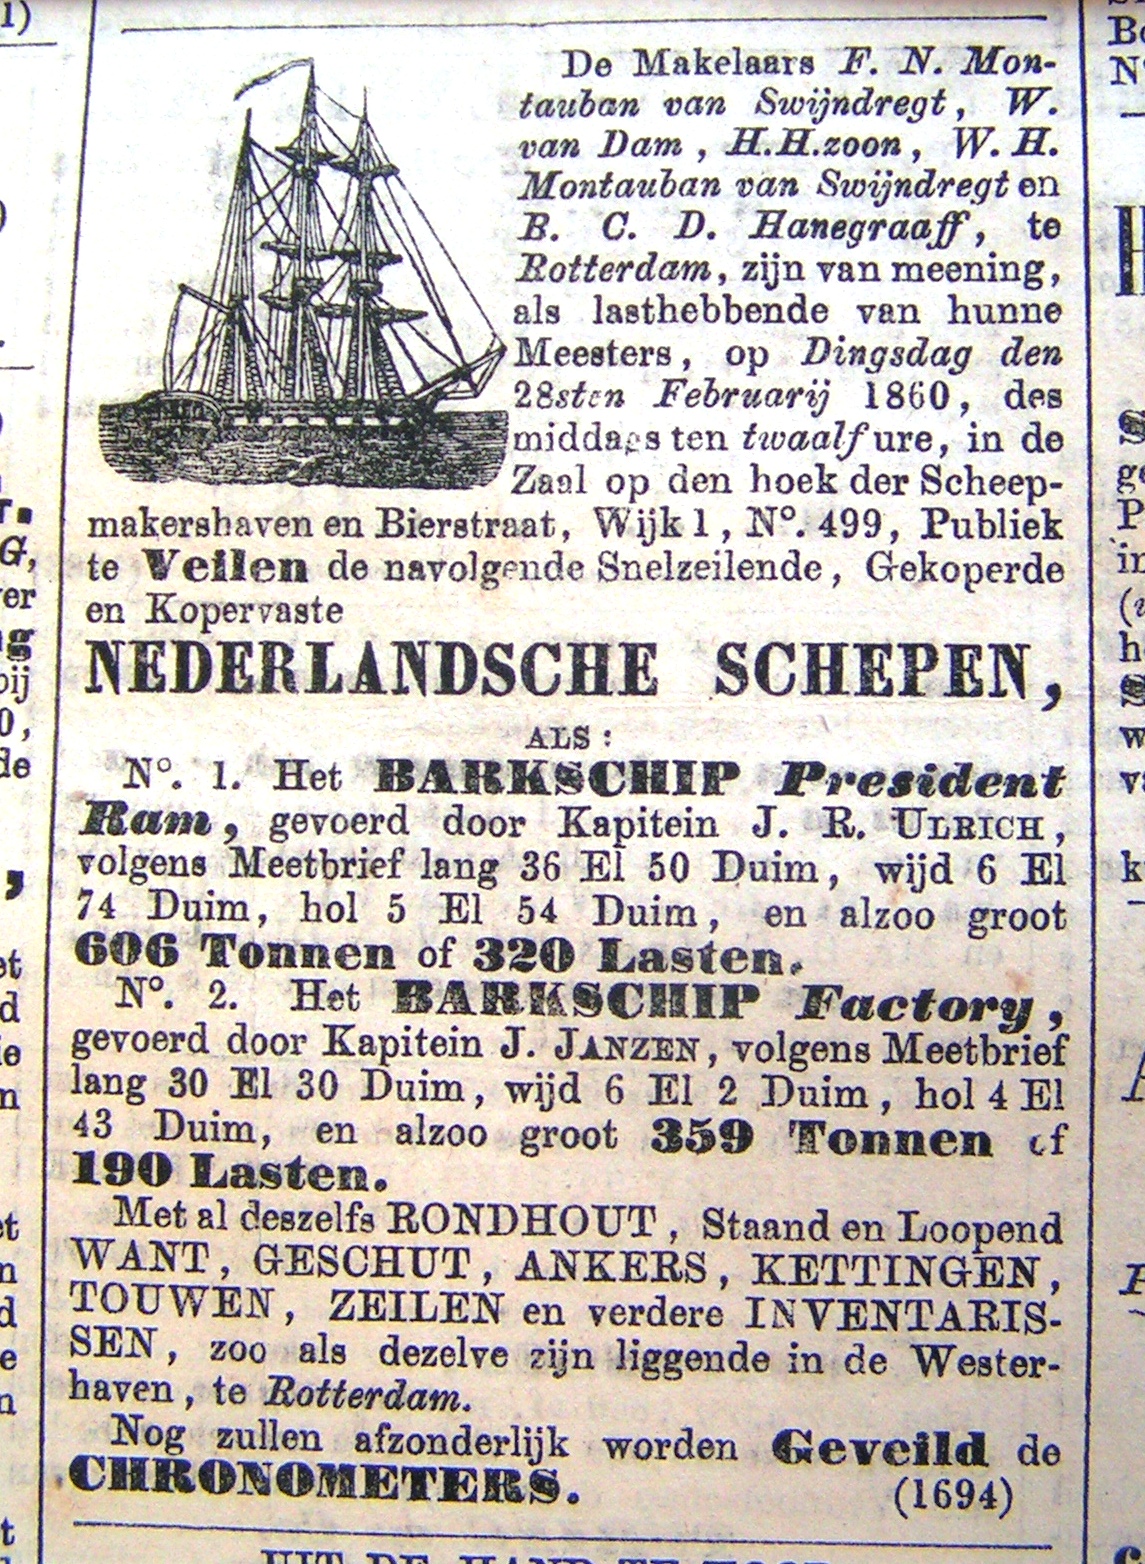 De Makelaars F. N. Mon-
tauban van Swijndregt, W.
van Dam, H.H.zoon, W. H.
Montauban van Swijndregt en
B. C. D. Hanegraaff, te
Rotterdam, zijn van meening,
als lasthebbende van hunne
Meesters, op Dingsdag den
28sten Februarij 1860, des
middags ten twaalf ure, in de
Zaal op den hoek der Scheep-
makershaven en Bierstraat, Wijk 1, N°. 499, Publiek
te Veilen de navolgende Snelzeilende, Gekoperde
en Kopervaste
NEDERLANDSCHE SCHEPEN,
ALS:
N°. 1. Het BARKSCHIP President
Ram, gevoerd door Kapitein J. R. ULRICH,
volgens Meetbrief lang 36 El 50 Duim, wijd 6 El
74 Duim, hol 5 El 54 Duim, en alzoo groot
606 Tonnen of 320 Lasten.
N°. 2. Het BARKSCHIP Factory,
gevoerd door Kapitein J. JANZEN, volgens Meetbrief
lang 30 El 30 Duim, wijd 6 El 2 Duim, hol 4 El
43 Duim, en alzoo groot 359 Tonnen of
190 Lasten.
Met al deszelfs RONDHOUT, Staand en Loopend
WANT, GESCHUT, ANKERS, KETTINGEN,
TOUWEN, ZEILEN en verdere INVENTARIS-
SEN, zoo als dezelve zijn liggende in de Wester-
haven, te Rotterdam.
Nog zullen afzonderlijk worden Geveild de
CHRONOMETERS. (1694)